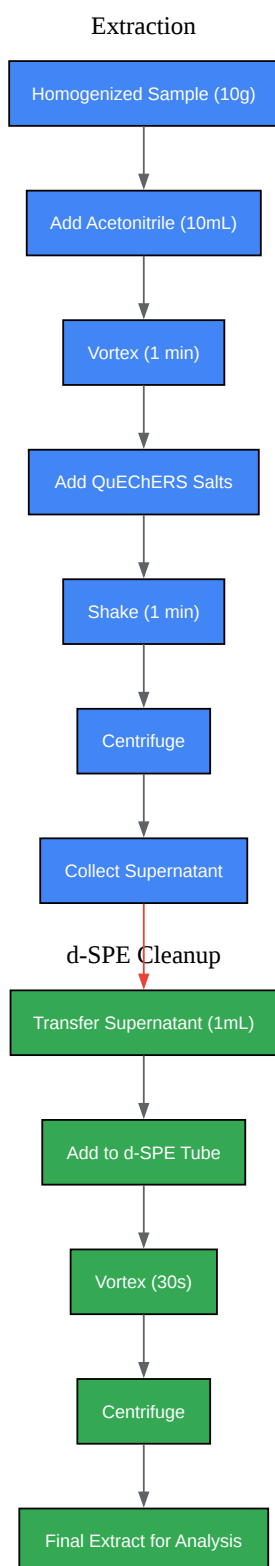 Extraction
Homogenized Sample (10g)
Add Acetonitrile (10mL)
Vortex (1 min)
Add QuEChERS Salts
Shake (1 min)
Centrifuge
Collect Supernatant
d-SPE Cleanup
Transfer Supernatant (1mL)
Add to d-SPE Tube
Vortex (30s)
Centrifuge
Final Extract for Analysis